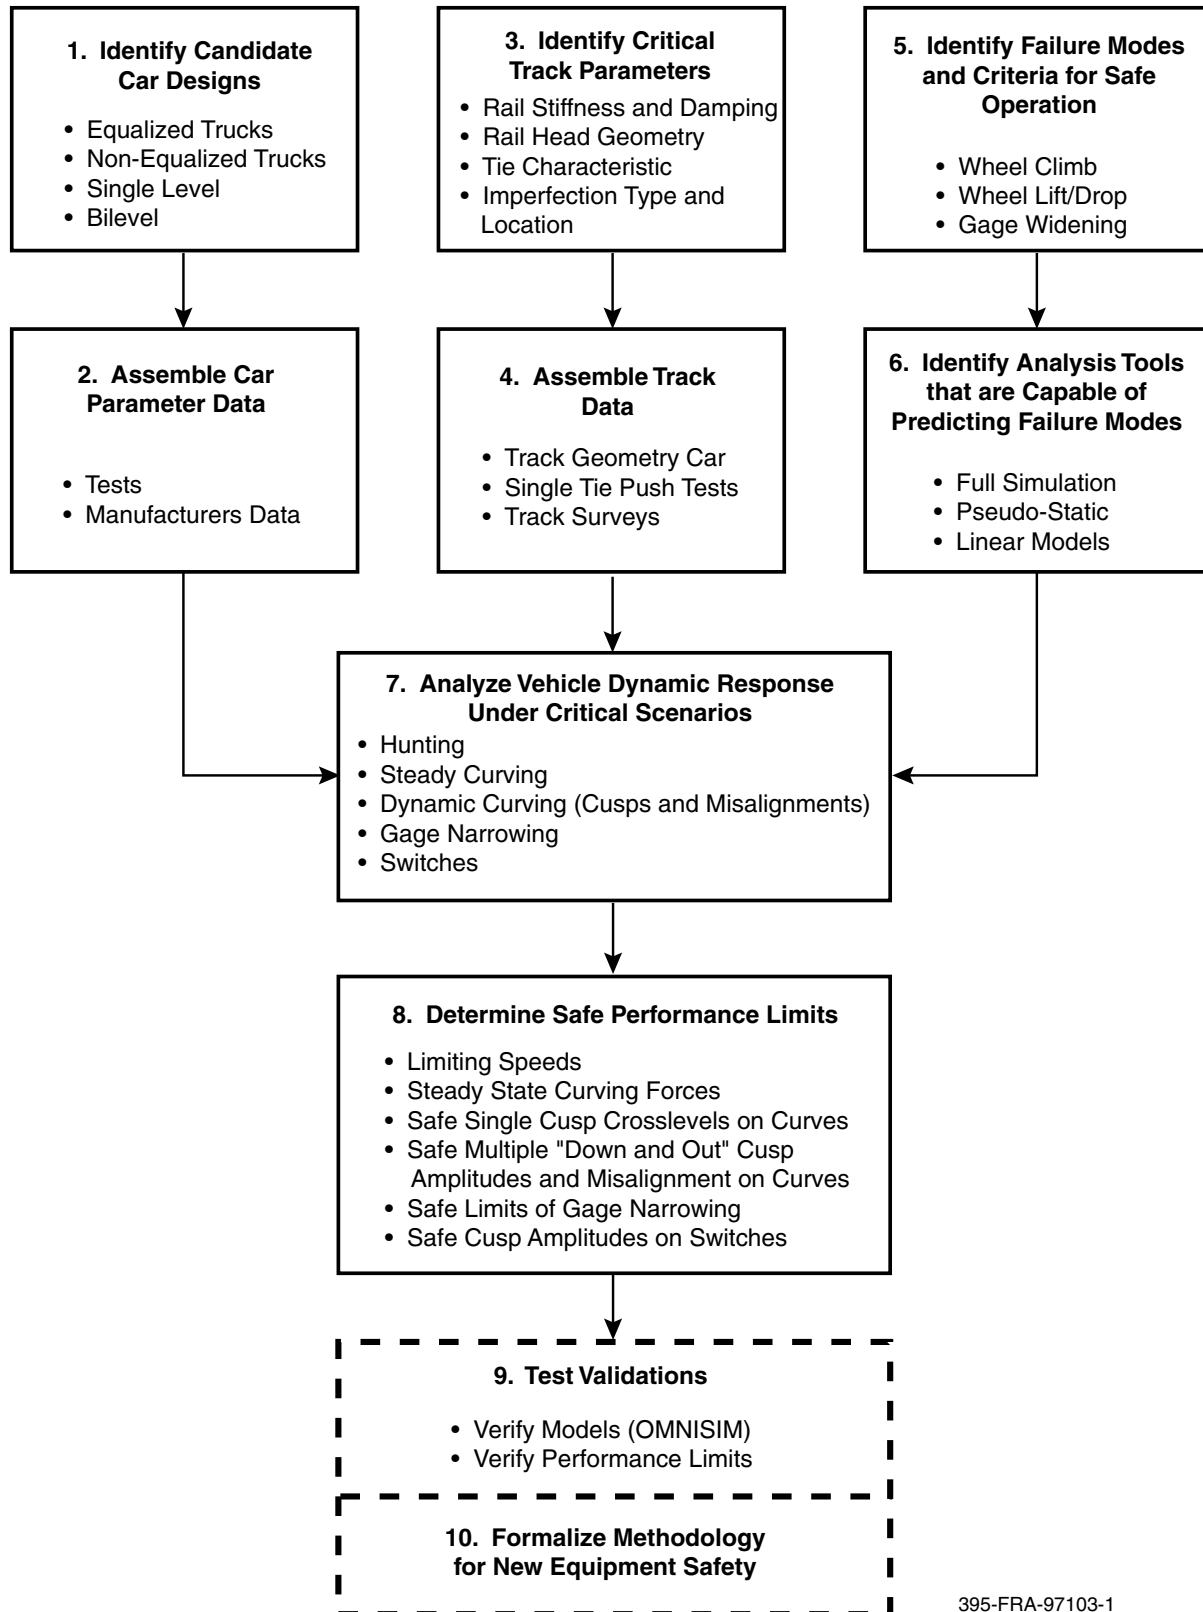 1. Identify Candidate
Car Designs
• Equalized Trucks
• Non-Equalized Trucks
• Single Level
• Bilevel
3. Identify Critical
Track Parameters
• Rail Stiffness and Damping
• Rail Head Geometry
• Tie Characteristic
• Imperfection Type and
Location
5. Identify Failure Modes
and Criteria for Safe
Operation
• Wheel Climb
• Wheel Lift/Drop
• Gage Widening
2. Assemble Car
Parameter Data
• Tests
• Manufacturers Data
4. Assemble Track
Data
• Track Geometry Car
• Single Tie Push Tests
• Track Surveys
6. Identify Analysis Tools
that are Capable of
Predicting Failure Modes
• Full Simulation
• Pseudo-Static
• Linear Models
7. Analyze Vehicle Dynamic Response
Under Critical Scenarios
• Hunting
• Steady Curving
• Dynamic Curving (Cusps and Misalignments)
• Gage Narrowing
• Switches
8. Determine Safe Performance Limits
• Limiting Speeds
• Steady State Curving Forces
• Safe Single Cusp Crosslevels on Curves
• Safe Multiple "Down and Out" Cusp
Amplitudes and Misalignment on Curves
• Safe Limits of Gage Narrowing
• Safe Cusp Amplitudes on Switches
9. Test Validations
• Verify Models (OMNISIM)
• Verify Performance Limits
10. Formalize Methodology
for New Equipment Safety
395-FRA-97103-1